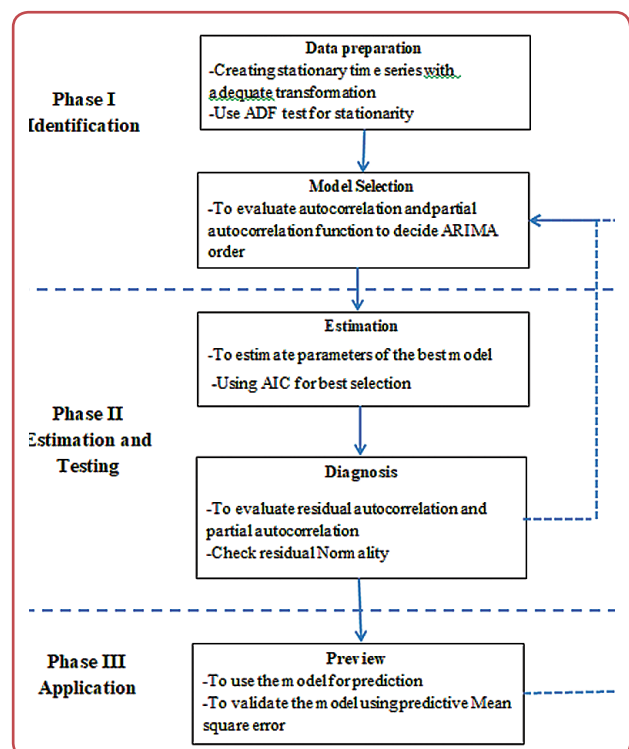 Data preparation
-Creating stationary time series with
adequate transformation
-Use ADF test for stationarity
Phase I
Identification
Model Selection
-To evaluate autocorrelation and partial
autocorrelation function to decide ARIMA
order
Estimation
-To estimate parameters of the best model
-Using AIC for best selection
Phase II
Estimation and
Testing
Diagnosis
-To evaluate residual autocorrelation and
partial autocorrelation
-Check residual Normality
Phase III
Application
Preview
-To use the model for prediction
-To validate the model using predictive Mean
square error